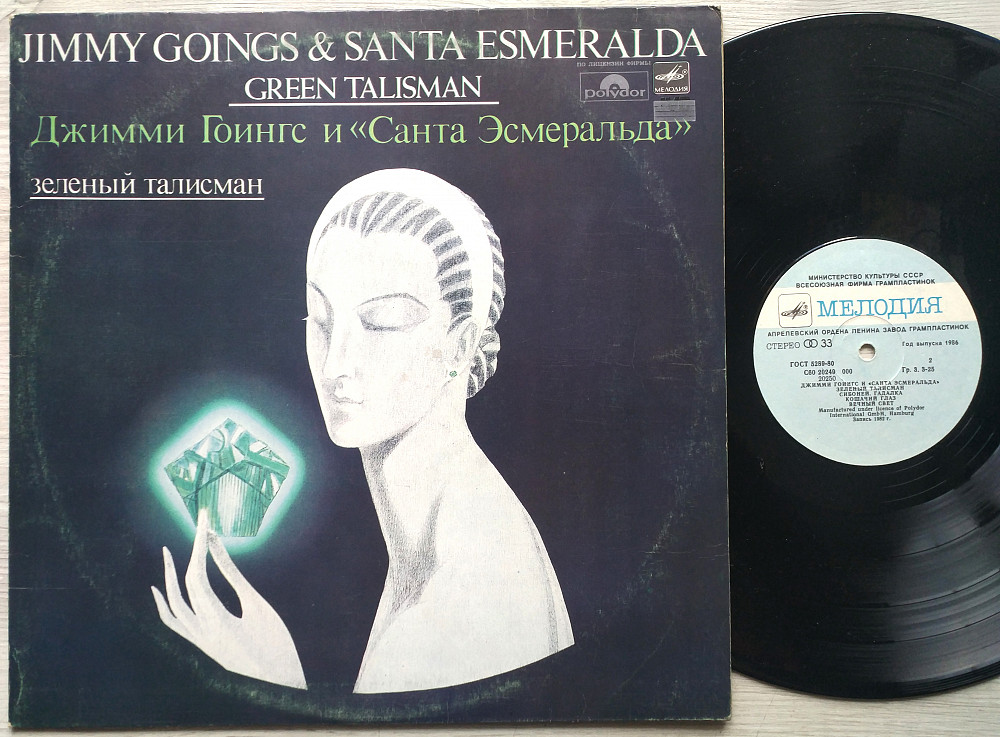 JIMMY GOINGS & SANTA ESMERALDA
GREEN TALISMAN
ПО ЛИЦЕНЗИИ ФИРМЫ
polydor
МЕЛОДИЯ
Джимми Гоингс и «Санта Эсмеральда»
зеленый талисман
МИНИСТЕРСТВО КУЛЬТУРЫ СССР
ВСЕСОЮЗНАЯ ФИРМА ГРАМПЛАСТИНОК
МЕЛОДИЯ
АПРЕЛЕВСКИЙ ОРДЕНА ЛЕНИНА ЗАВОД ГРАМПЛАСТИНОК
СТЕРЕО 33
Год выпуска 1986
ГОСТ 5289-80
2
С60 20249 000
Гр. 3. 3-25
20250
ДЖИММИ ГОИНГС И «САНТА ЭСМЕРАЛЬДА»
ЗЕЛЕНЫЙ ТАЛИСМАН
СИБОНЕЙ. ГАДАЛКА
КОШАЧИЙ ГЛАЗ
ВЕЧНЫЙ СВЕТ
Manufactured under licence of Polydor
International GmbH, Hamburg
Запись 1982 г.